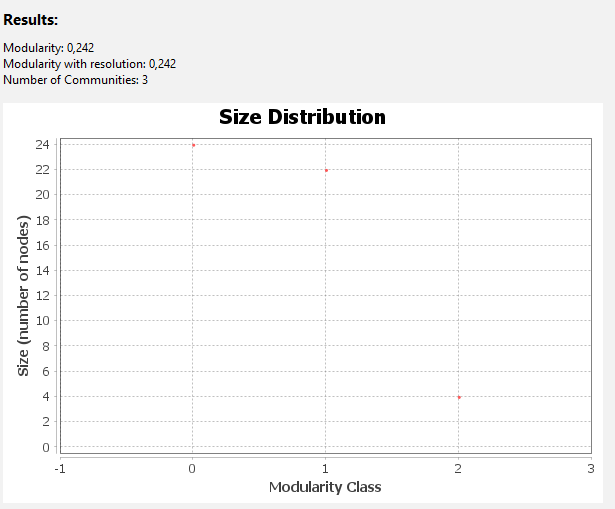 Results:
Modularity: 0,242
Modularity with resolution: 0,242
Number of Communities: 3
Size Distribution
Size (number of nodes)
24
22
20
18
16
14
12
10
8
6
4
2
0
-1 0 1 2 3
Modularity Class